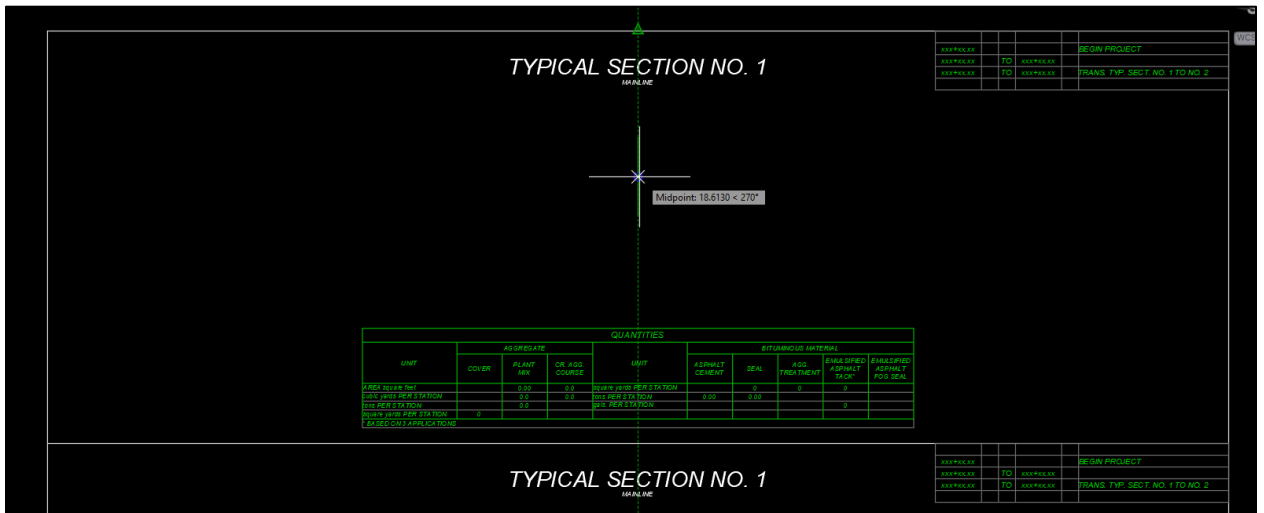 WCS
TYPICAL SECTION NO. 1
MAINLINE
xxx+xx.xx BEGIN PROJECT
xxx+xx.xx TO xxx+xx.xx
xxx+xx.xx TO xxx+xx.xx TRANS. TYP. SECT. NO. 1 TO NO. 2
Midpoint: 18.6130 < 270°
QUANTITIES
UNIT AGGREGATE UNIT BITUMINOUS MATERIAL
COVER PLANT MIX CR. AGG. COURSE ASPHALT CEMENT SEAL AGG. TREATMENT EMULSIFIED ASPHALT TACK* EMULSIFIED ASPHALT FOG SEAL
AREA square feet 0.00 0.0 square yards PER STATION 0 0 0
cubic yards PER STATION 0.0 0.0 tons PER STATION 0.00 0.00
tons PER STATION 0.0 gals. PER STATION 0
square yards PER STATION 0
* BASED ON 3 APPLICATIONS
TYPICAL SECTION NO. 1
MAINLINE
xxx+xx.xx BEGIN PROJECT
xxx+xx.xx TO xxx+xx.xx
xxx+xx.xx TO xxx+xx.xx TRANS. TYP. SECT. NO. 1 TO NO. 2